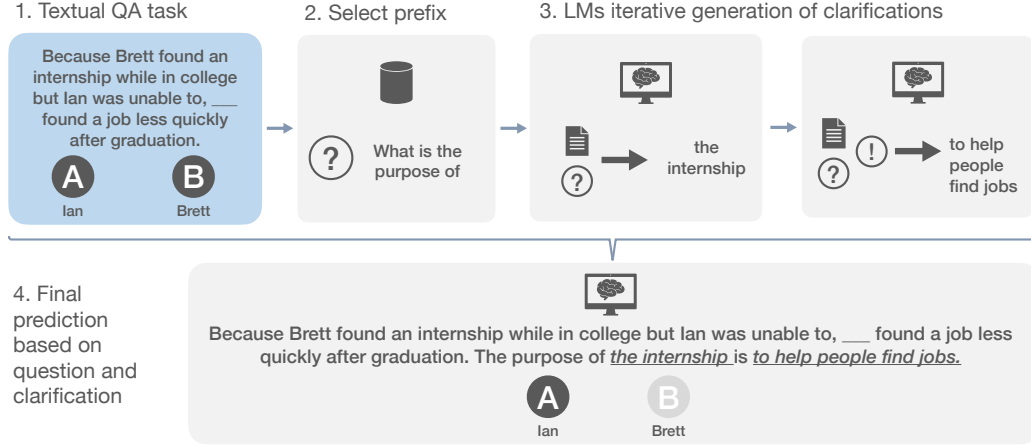 1. Textual QA task
Because Brett found an
internship while in college
but Ian was unable to, ___
found a job less quickly
after graduation.
A
B
Ian
Brett
2. Select prefix
?
What is the
purpose of
3. LMs iterative generation of clarifications
?
the
internship
?
!
to help
people
find jobs
4. Final
prediction
based on
question and
clarification
Because Brett found an internship while in college but Ian was unable to, ___ found a job less
quickly after graduation. The purpose of the internship is to help people find jobs.
A
B
Ian
Brett